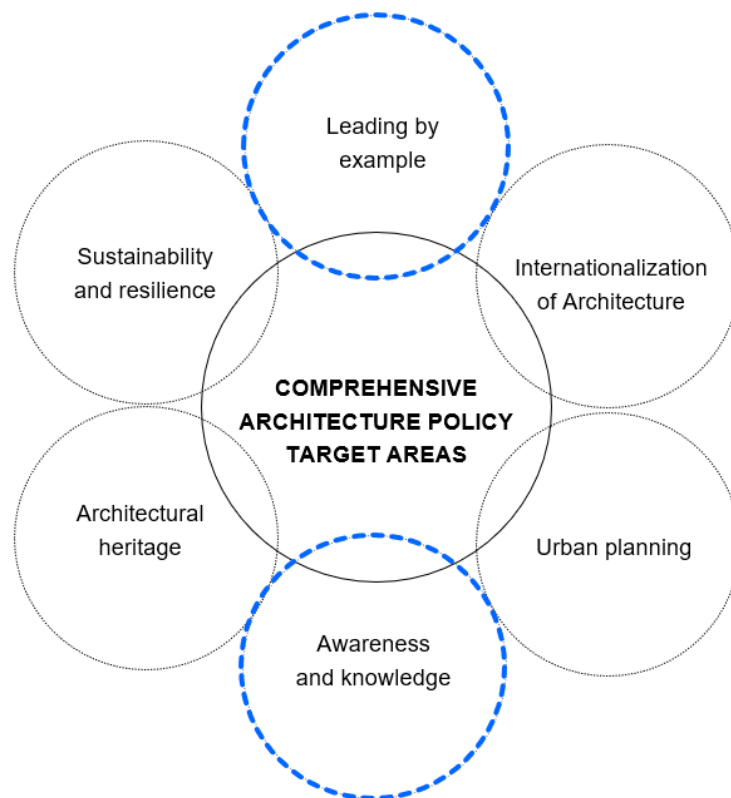 Leading by
example
Sustainability
and resilience
Internationalization
of Architecture
COMPREHENSIVE
ARCHITECTURE POLICY
TARGET AREAS
Architectural
heritage
Urban planning
Awareness
and knowledge